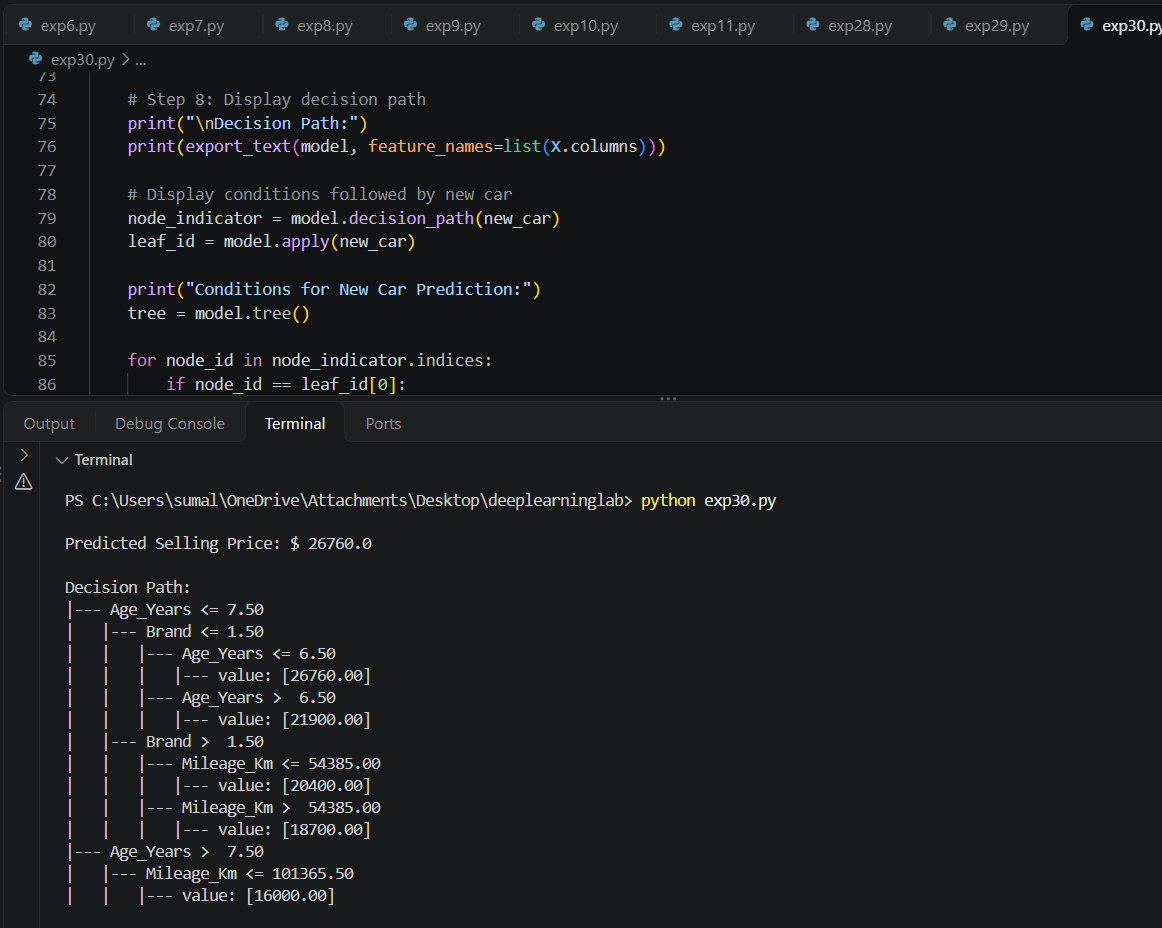 exp6.py exp7.py exp8.py exp9.py exp10.py exp11.py exp28.py exp29.py exp30.py
exp30.py > ...
73
74 # Step 8: Display decision path
75 print("\nDecision Path:")
76 print(export_text(model, feature_names=list(X.columns)))
77
78 # Display conditions followed by new car
79 node_indicator = model.decision_path(new_car)
80 leaf_id = model.apply(new_car)
81
82 print("Conditions for New Car Prediction:")
83 tree = model.tree()
84
85 for node_id in node_indicator.indices:
86 if node_id == leaf_id[0]:
Output Debug Console Terminal Ports
Terminal
PS C:\Users\sumal\OneDrive\Attachments\Desktop\deeplearninglab> python exp30.py
Predicted Selling Price: $ 26760.0
Decision Path:
|--- Age_Years <= 7.50
|   |--- Brand <= 1.50
|   |   |--- Age_Years <= 6.50
|   |   |   |--- value: [26760.00]
|   |   |--- Age_Years >  6.50
|   |   |   |--- value: [21900.00]
|   |--- Brand >  1.50
|   |   |--- Mileage_Km <= 54385.00
|   |   |   |--- value: [20400.00]
|   |   |--- Mileage_Km >  54385.00
|   |   |   |--- value: [18700.00]
|--- Age_Years >  7.50
|   |--- Mileage_Km <= 101365.50
|   |   |--- value: [16000.00]